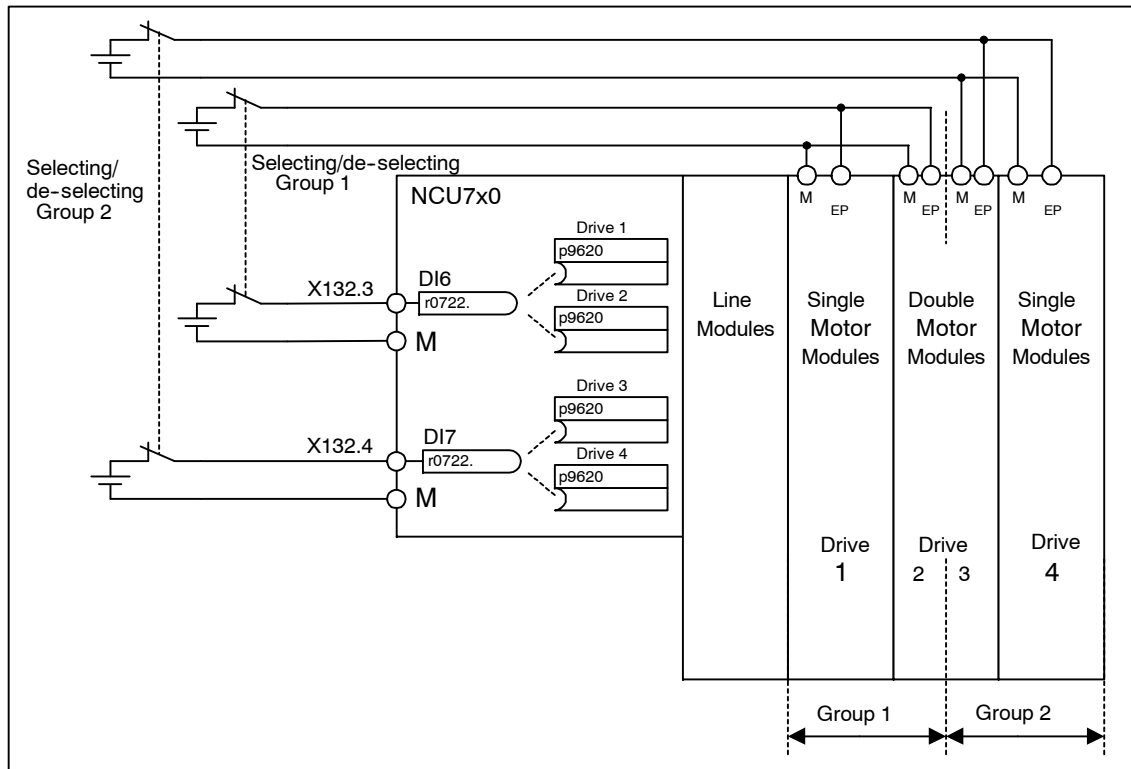 Selecting/
de-selecting
Group 2
Selecting/de-selecting
Group 1
NCU7x0
X132.3
DI6
r0722.
M
Drive 1
p9620
Drive 2
p9620
X132.4
DI7
r0722.
M
Drive 3
p9620
Drive 4
p9620
Line
Modules
M
EP
Single
Motor
Modules
Drive
1
M
EP
M
EP
Double
Motor
Modules
Drive
2
3
M
EP
Single
Motor
Modules
Drive
4
Group 1
Group 2